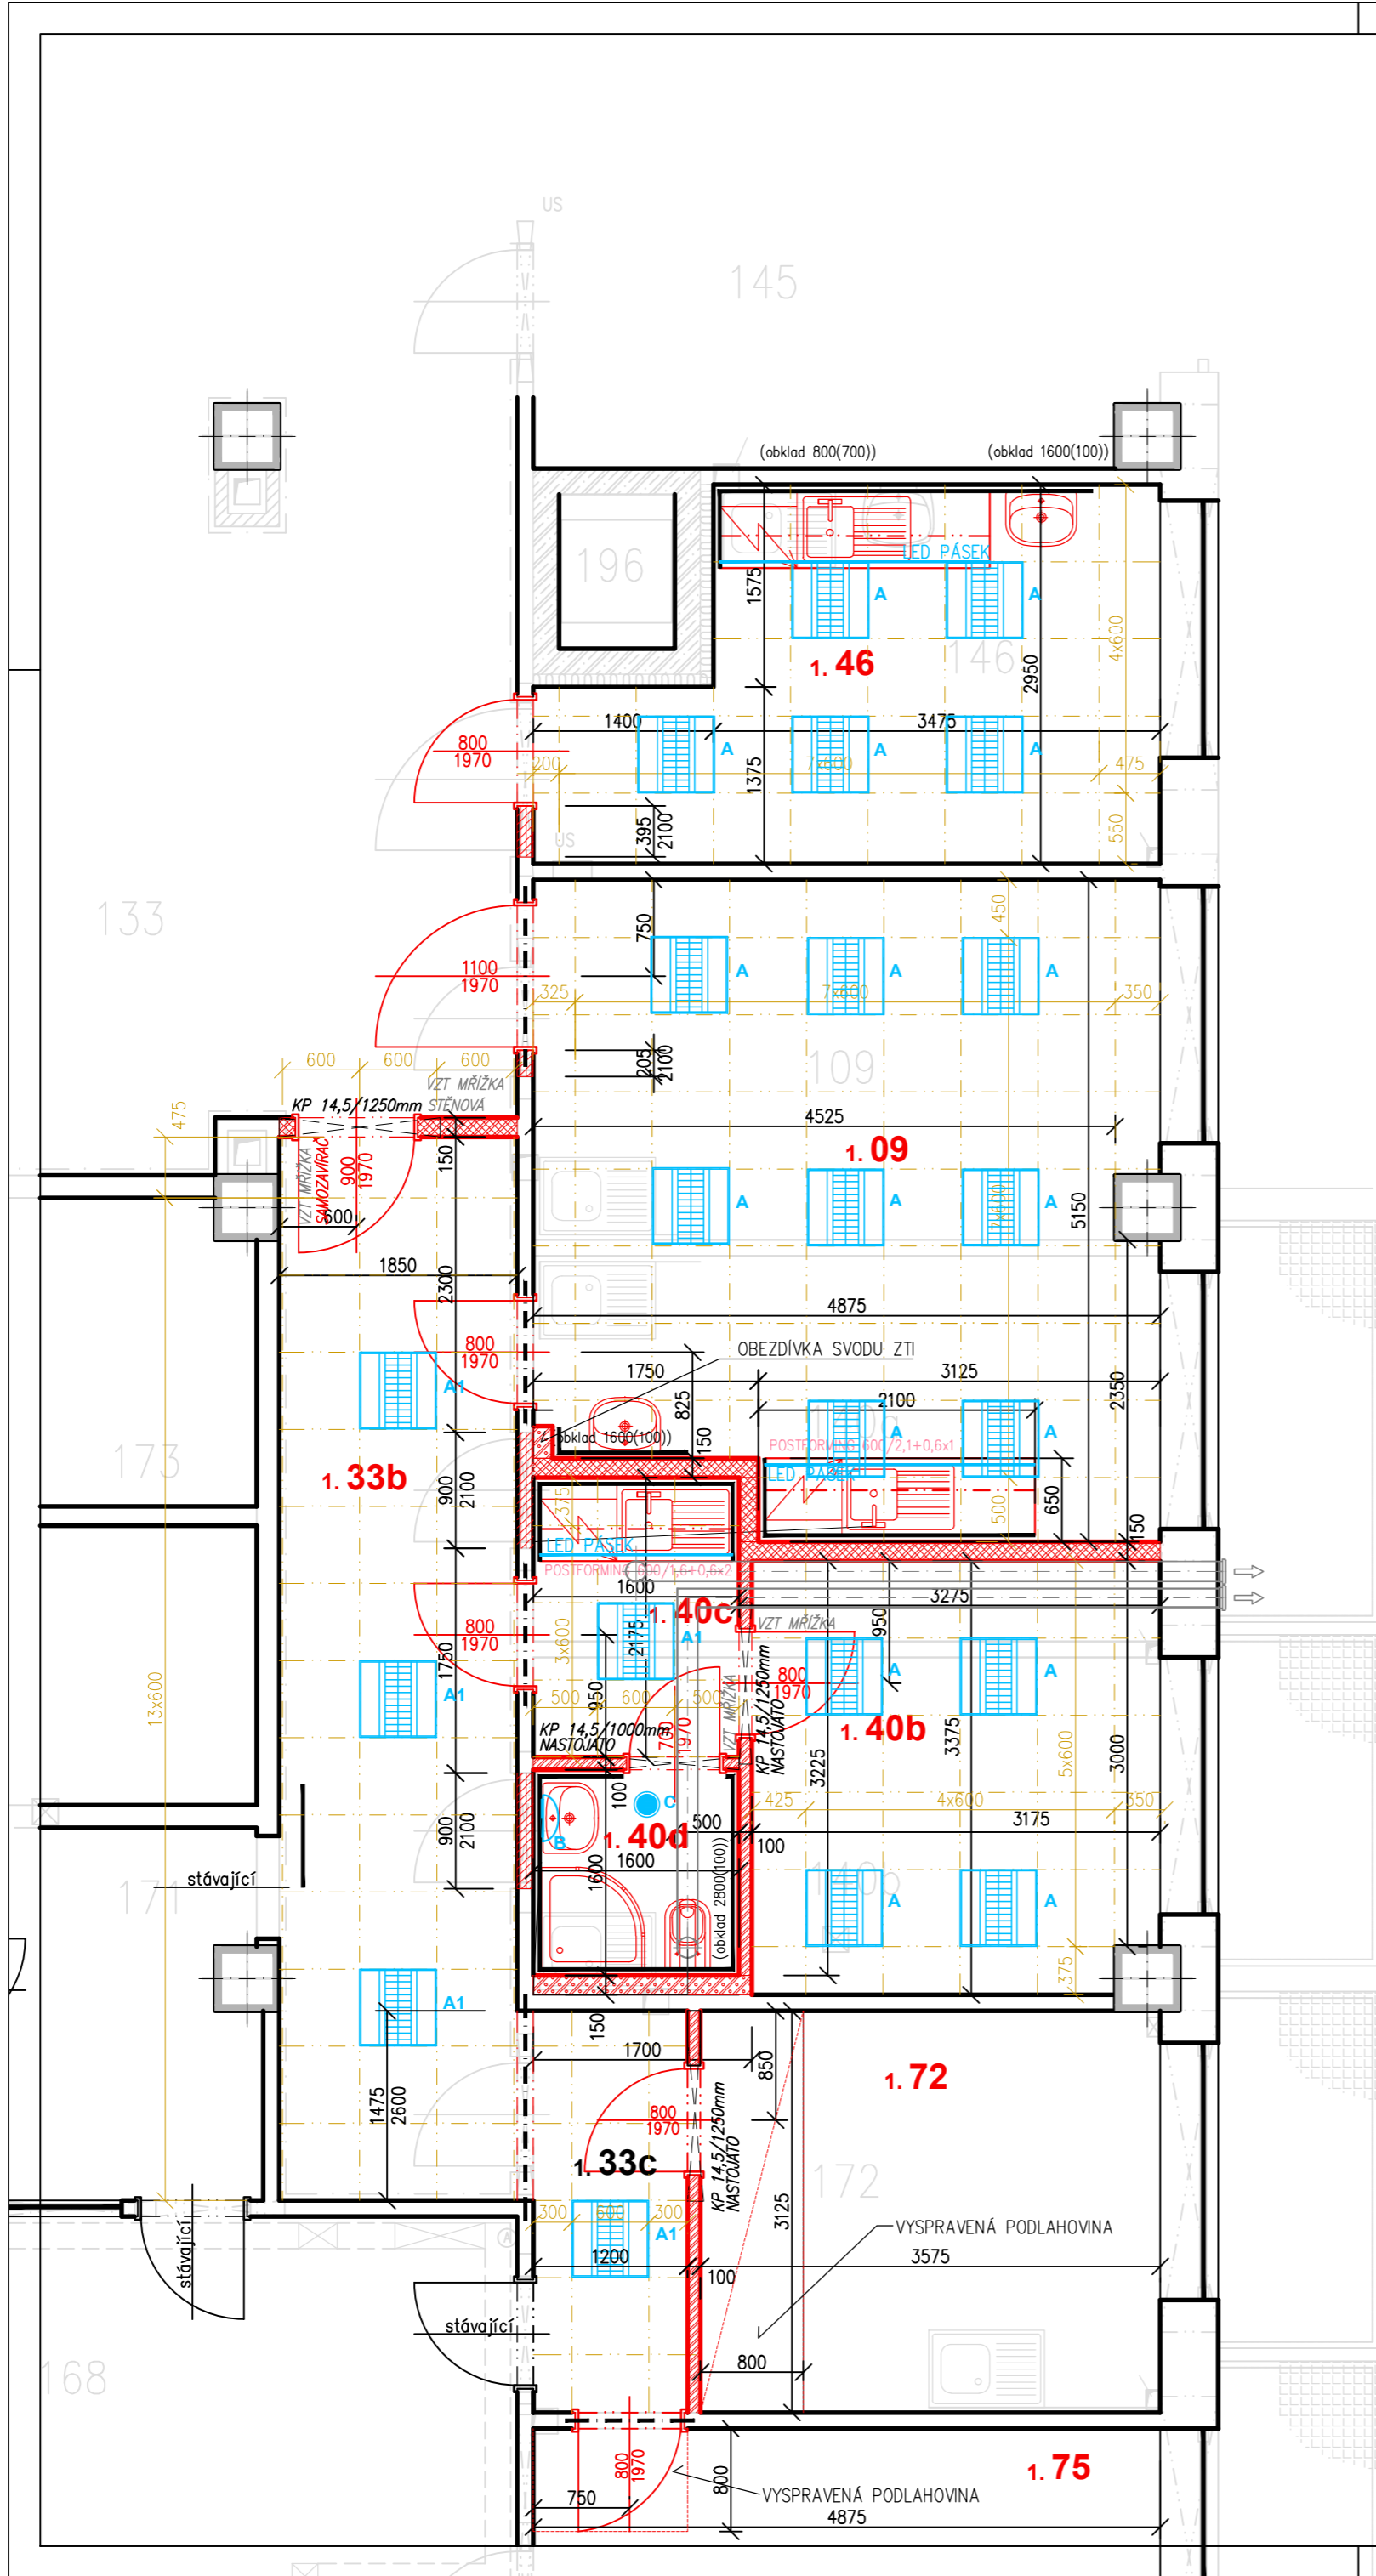 US
145
(obklad 800(700))
(obklad 1600(100))
196
LED PÁSEK
1575
A
A
4x600
1. 46
146
2950
1400
3475
800
1970
A
A
A
200
7x600
475
1375
395
2100
550
US
133
750
450
1100
1970
A
A
A
325
7x600
350
109
205
2100
600
600
600
VZT MŘÍŽKA
STĚNOVÁ
KP 14,5/1250mm
475
4525
1. 09
150
VZT MŘÍŽKA
SAMOZAVÍRAČ
900
1970
600
A
A
A
7x600
5150
1850
2300
4875
800
1970
OBEZDÍVKA SVODU ZTI
1750
3125
2350
A1
825
2100
(obklad 1600(100))
150
A
A
140a
POSTFORMING 600/2,1+0,6x1
LED PÁSEK
173
1. 33b
900
2100
375
650
500
150
LED PÁSEK
POSTFORMING 600/1,6+0,6x2
1600
3275
1. 40c
VZT MŘÍŽKA
950
800
1970
1750
3x600
2175
A1
A
A
800
1970
KP 14,5/1250mm
NASTOJATO
VZT MŘÍŽKA
13x600
A1
500
600
500
950
700
1970
1. 40b
KP 14,5/1000mm
NASTOJATO
3225
3375
5x600
3000
100
C
425
4x600
350
B
1. 40d
500
100
3175
900
2100
1600
1600
(obklad 2800(100))
140b
A
A
171
stávající
375
A1
150
1700
850
1. 72
1475
2600
800
1970
KP 14,5/1250mm
NASTOJATO
1. 33c
172
3125
300
600
300
A1
VYSPRAVENÁ PODLAHOVINA
1200
100
3575
stávající
stávající
800
168
1. 75
800
1970
800
750
VYSPRAVENÁ PODLAHOVINA
4875